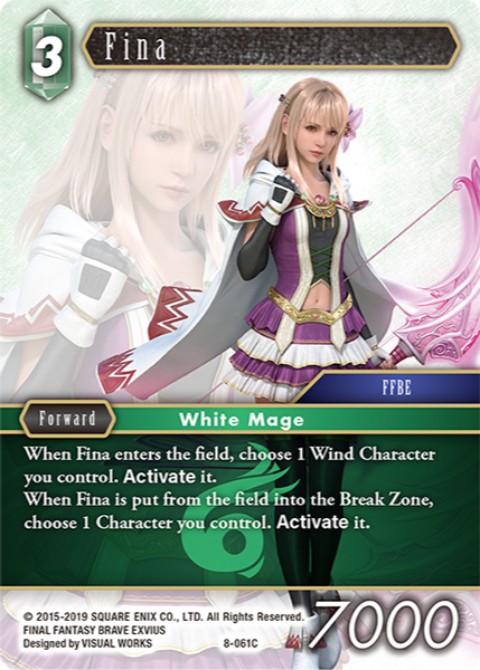 3
Fina
FFBE
Forward
White Mage
When Fina enters the field, choose 1 Wind Character
you control. Activate it.
When Fina is put from the field into the Break Zone,
choose 1 Character you control. Activate it.
© 2015-2019 SQUARE ENIX CO., LTD. All Rights Reserved.
FINAL FANTASY BRAVE EXVIUS
Designed by VISUAL WORKS
8-061C
7000